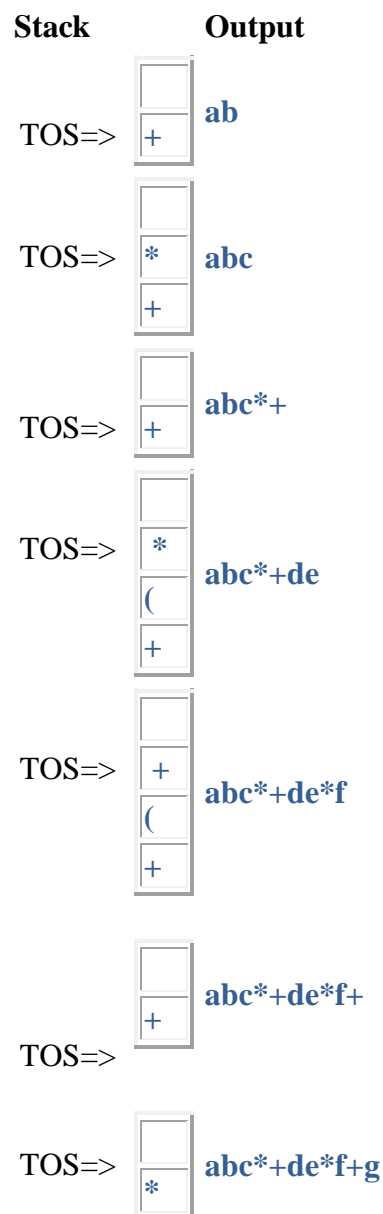 Stack Output
ab
TOS=> +
TOS=> * abc
+
abc*+
TOS=> +
TOS=> *
abc*+de
(
+
TOS=> +
abc*+de*f
(
+
abc*+de*f+
+
TOS=>
TOS=> abc*+de*f+g
*